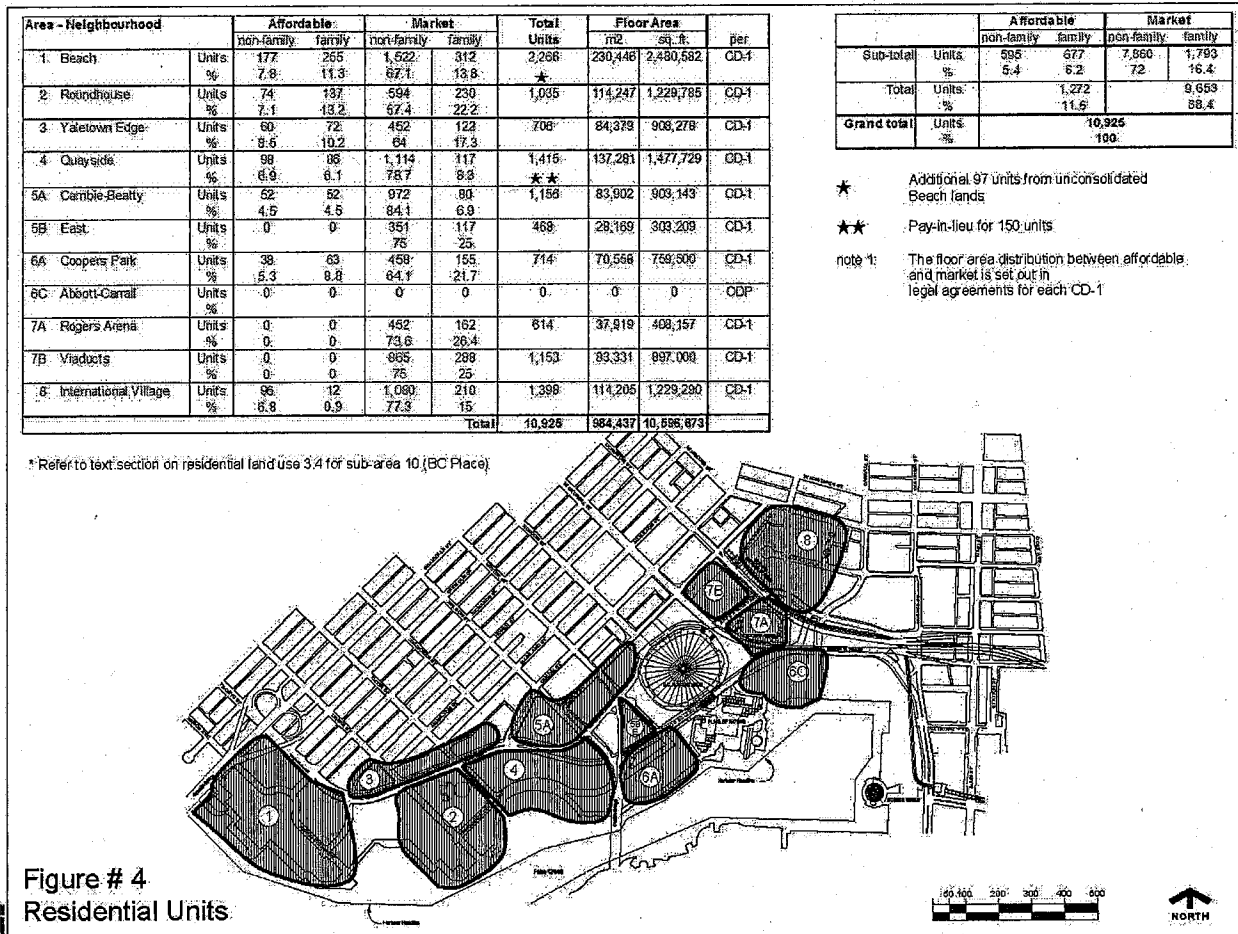 Area - Neighbourhood Affordable Market Total Floor Area
non-family family non-family family Units m2 sq. ft. per
1 Beach Units 177 255 1,522 312 2,266 230,446 2,480,582 CD-1
% 7.8 11.3 67.1 13.8 ★
2 Roundhouse Units 74 137 594 230 1,035 114,247 1,229,785 CD-1
% 7.1 13.2 57.4 22.2
3 Yaletown Edge Units 60 72 452 122 706 84,379 908,278 CD-1
% 8.5 10.2 64 17.3
4 Quayside Units 98 86 1,114 117 1,415 137,281 1,477,729 CD-1
% 6.9 6.1 78.7 8.3 ★★
5A Cambie-Beatty Units 52 52 972 80 1,156 83,902 903,143 CD-1
% 4.5 4.5 84.1 6.9
5B East Units 0 0 351 117 468 28,169 303,209 CD-1
% 75 25
6A Coopers Park Units 38 63 458 155 714 70,558 759,500 CD-1
% 5.3 8.8 64.1 21.7
6C Abbott-Carrall Units 0 0 0 0 0 0 0 ODP
%
7A Rogers Arena Units 0 0 452 162 614 37,919 408,157 CD-1
% 0 0 73.6 26.4
7B Viaducts Units 0 0 865 288 1,153 83,331 897,000 CD-1
% 0 0 75 25
8 International Village Units 96 12 1,080 210 1,398 114,205 1,229,290 CD-1
% 6.8 0.9 77.3 15
Total 10,925 984,437 10,596,673
Affordable Market
non-family family non-family family
Sub-total Units 595 677 7,860 1,793
% 5.4 6.2 72 16.4
Total Units 1,272 9,653
% 11.6 88.4
Grand total Units 10,925
% 100
★ Additional 97 units from unconsolidated
Beach lands
★★ Pay-in-lieu for 150 units
note 1: The floor area distribution between affordable
and market is set out in
legal agreements for each CD-1
* Refer to text section on residential land use 3.4 for sub-area 10 (BC Place)
8
7B
7A
6C
5A
3
4
6A
1
2
False Creek
Figure # 4
Residential Units
50 100 200 300 400 500
NORTH